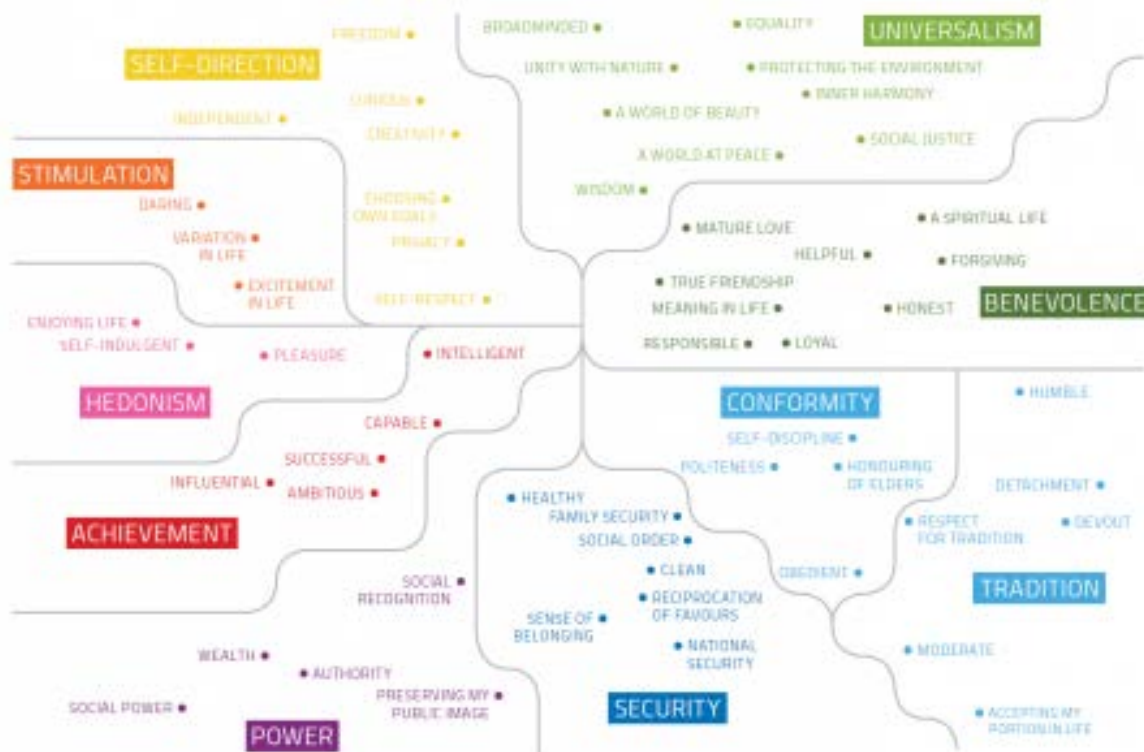 FREEDOM
SELF-DIRECTION
CURIOUS
INDEPENDENT
CREATIVITY
CHOOSING
OWN GOALS
PRIVACY
SELF-RESPECT
BROADMINDED
EQUALITY
UNIVERSALISM
UNITY WITH NATURE
PROTECTING THE ENVIRONMENT
INNER HARMONY
A WORLD OF BEAUTY
SOCIAL JUSTICE
A WORLD AT PEACE
WISDOM
STIMULATION
DARING
VARIATION
IN LIFE
EXCITEMENT
IN LIFE
MATURE LOVE
A SPIRITUAL LIFE
HELPFUL
FORGIVING
TRUE FRIENDSHIP
MEANING IN LIFE
HONEST
BENEVOLENCE
RESPONSIBLE
LOYAL
ENJOYING LIFE
SELF-INDULGENT
PLEASURE
HEDONISM
INTELLIGENT
CAPABLE
SUCCESSFUL
INFLUENTIAL
AMBITIOUS
ACHIEVEMENT
CONFORMITY
SELF-DISCIPLINE
POLITENESS
HONOURING
OF ELDERS
OBEDIENT
HUMBLE
DETACHMENT
RESPECT
FOR TRADITION
DEVOUT
TRADITION
MODERATE
ACCEPTING MY
PORTION IN LIFE
HEALTHY
FAMILY SECURITY
SOCIAL ORDER
CLEAN
RECIPROCATION
OF FAVOURS
SENSE OF
BELONGING
NATIONAL
SECURITY
SECURITY
SOCIAL
RECOGNITION
WEALTH
AUTHORITY
PRESERVING MY
PUBLIC IMAGE
SOCIAL POWER
POWER